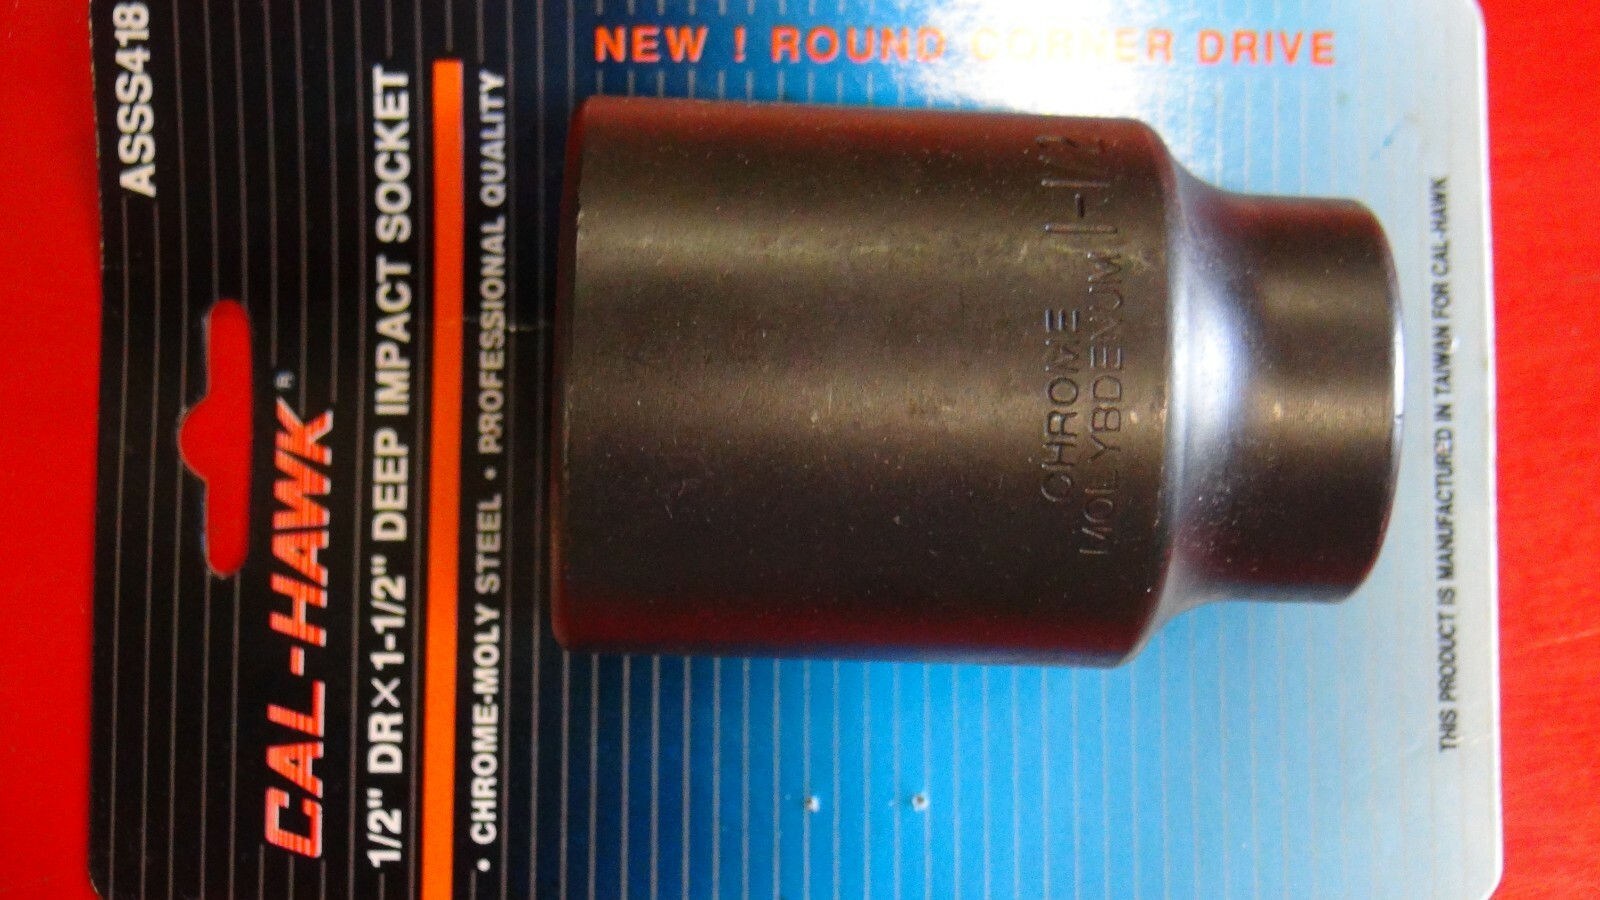 ASSS418
CAL-HAWK®
1/2" DR×1-1/2" DEEP IMPACT SOCKET
• CHROME-MOLY STEEL • PROFESSIONAL QUALITY
NEW ! ROUND CORNER DRIVE
1-1/2
CHROME
MOLYBDENUM
THIS PRODUCT IS MANUFACTURED IN TAIWAN FOR CAL-HAWK